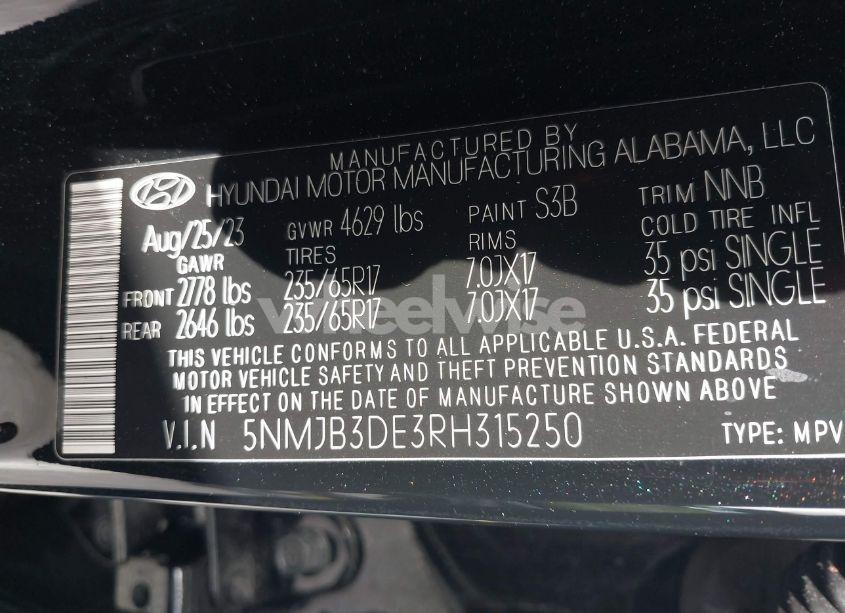 MANUFACTURED BY
HYUNDAI MOTOR MANUFACTURING ALABAMA, LLC
Aug/25/23 GVWR 4629 lbs PAINT S3B TRIM NNB
GAWR TIRES RIMS COLD TIRE INFL
FRONT 2778 lbs 235/65R17 7.0JX17 35 psi SINGLE
REAR 2646 lbs 235/65R17 7.0JX17 35 psi SINGLE
wheelwise
THIS VEHICLE CONFORMS TO ALL APPLICABLE U.S.A. FEDERAL
MOTOR VEHICLE SAFETY AND THEFT PREVENTION STANDARDS
IN EFFECT ON THE DATE OF MANUFACTURE SHOWN ABOVE
V.I.N 5NMJB3DE3RH315250 TYPE: MPV